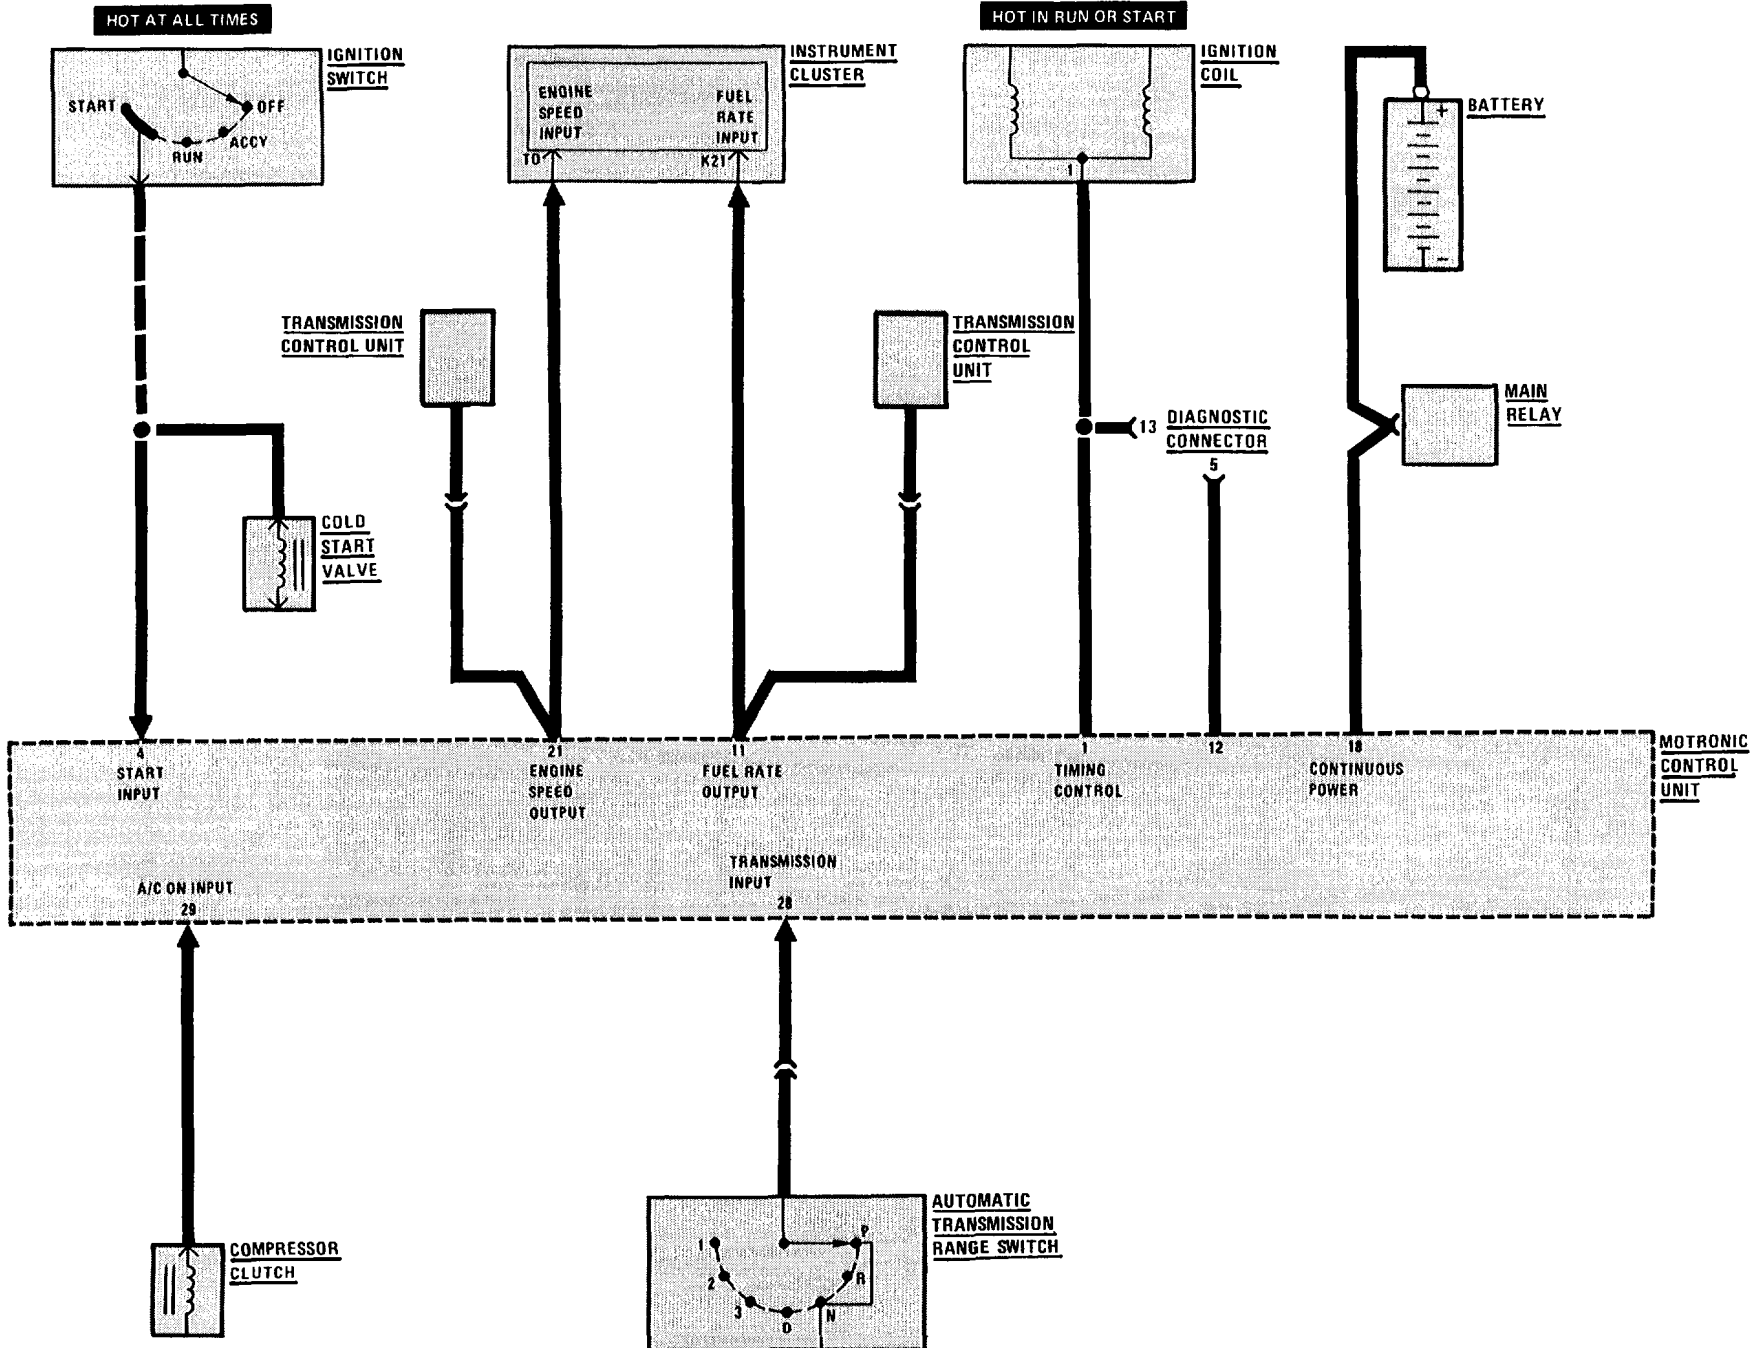 HOT AT ALL TIMES
IGNITION
SWITCH
START
OFF
ACCY
RUN
INSTRUMENT
CLUSTER
ENGINE
SPEED
INPUT
FUEL
RATE
INPUT
TD
K21
HOT IN RUN OR START
IGNITION
COIL
1
BATTERY
+
-
TRANSMISSION
CONTROL UNIT
TRANSMISSION
CONTROL
UNIT
MAIN
RELAY
13
DIAGNOSTIC
CONNECTOR
5
COLD
START
VALVE
4
START
INPUT
21
ENGINE
SPEED
OUTPUT
11
FUEL RATE
OUTPUT
1
TIMING
CONTROL
12
18
CONTINUOUS
POWER
MOTRONIC
CONTROL
UNIT
A/C ON INPUT
29
TRANSMISSION
INPUT
28
COMPRESSOR
CLUTCH
AUTOMATIC
TRANSMISSION
RANGE SWITCH
P
R
N
D
3
2
1